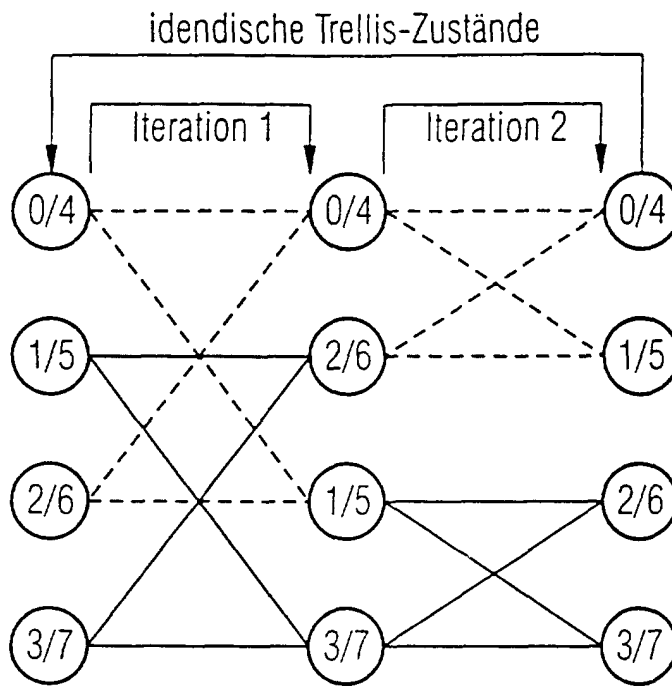 idendische Trellis-Zustände
Iteration 1 Iteration 2
0/4 0/4 0/4
1/5 2/6 1/5
2/6 1/5 2/6
3/7 3/7 3/7